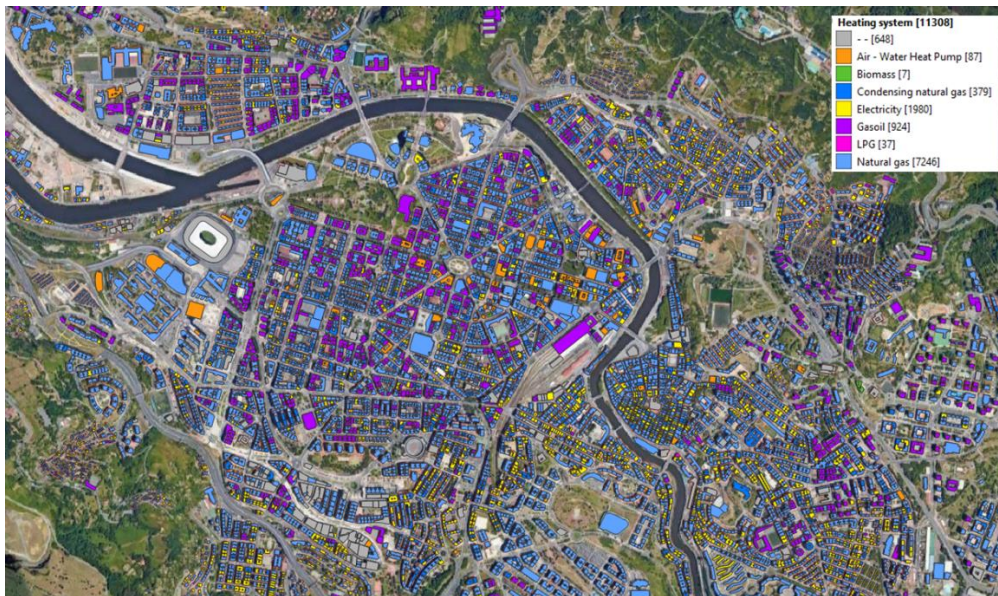 Heating system [11308]
- - [648]
Air - Water Heat Pump [87]
Biomass [7]
Condensing natural gas [379]
Electricity [1980]
Gasoil [924]
LPG [37]
Natural gas [7246]